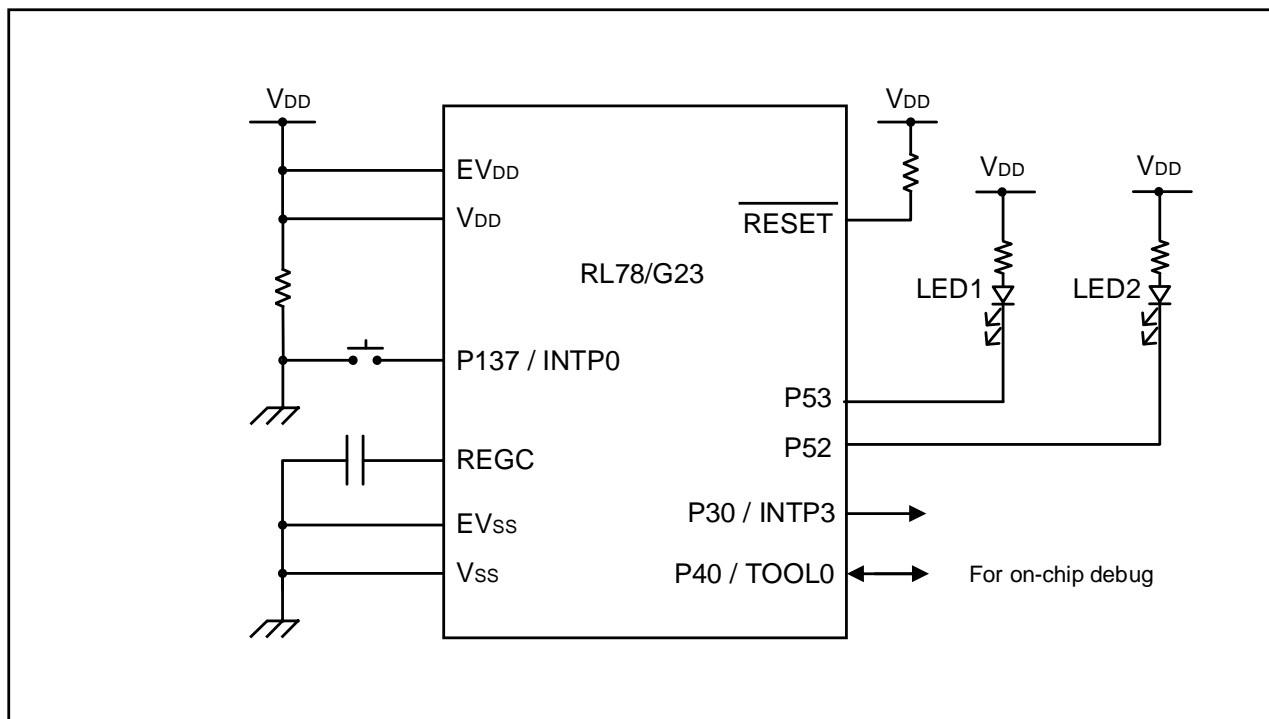 VDD
EVDD
VDD
P137 / INTP0
REGC
EVSS
VSS
RL78/G23
VDD
RESET
VDD
LED1
VDD
LED2
P53
P52
P30 / INTP3
P40 / TOOL0
For on-chip debug